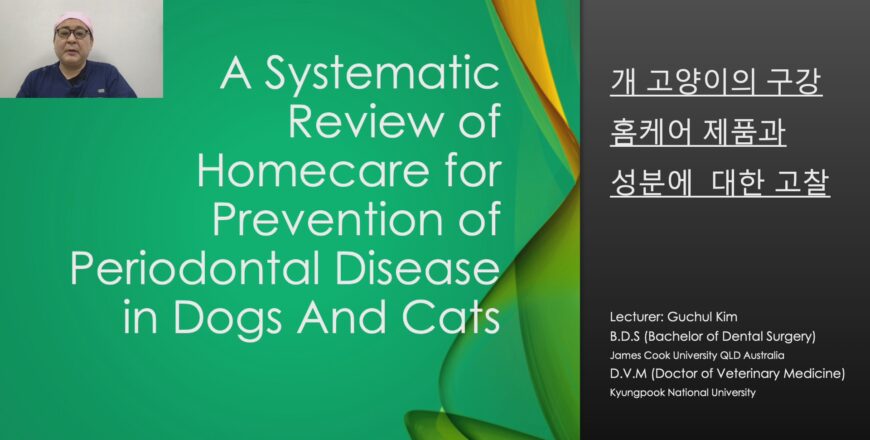 A Systematic
Review of
Homecare for
Prevention of
Periodontal Disease
in Dogs And Cats
개 고양이의 구강
홈케어 제품과
성분에 대한 고찰
Lecturer: Guchul Kim
B.D.S (Bachelor of Dental Surgery)
James Cook University QLD Australia
D.V.M (Doctor of Veterinary Medicine)
Kyungpook National University